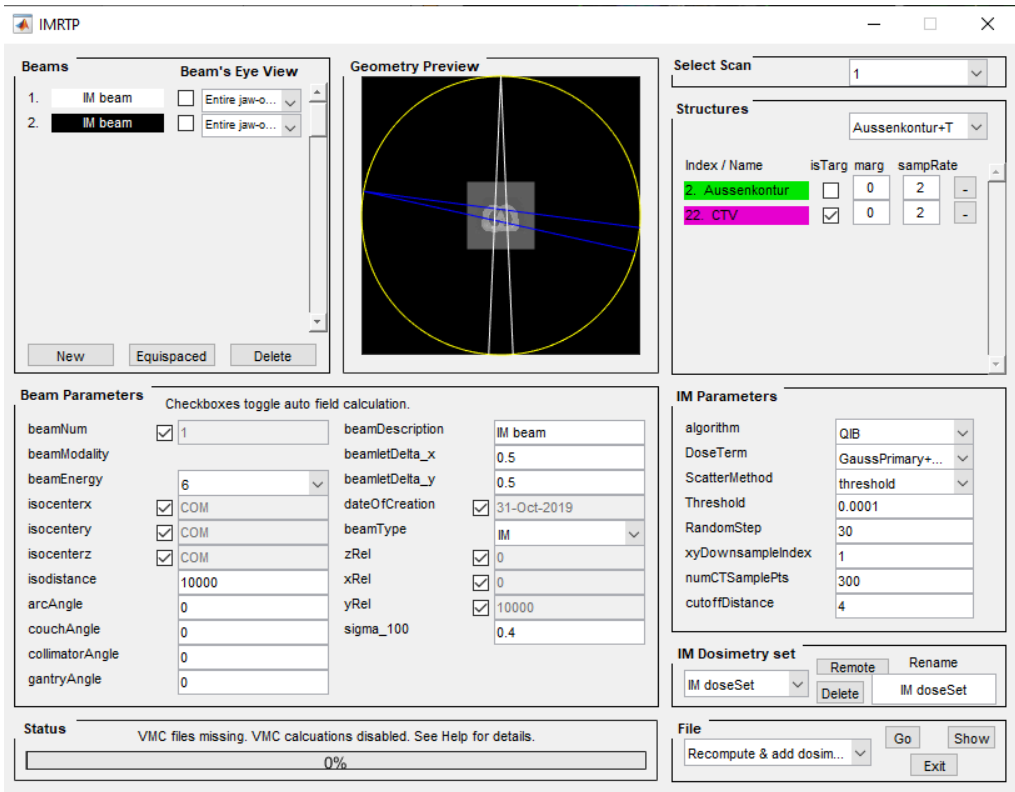 IMRTP
Beams
Beam's Eye View
1. IM beam Entire jaw-o...
2. IM beam Entire jaw-o...
New Equispaced Delete
Geometry Preview
Select Scan
1
Structures
Aussenkontur+T
Index / Name isTarg marg sampRate
2. Aussenkontur 0 2 -
22. CTV 0 2 -
Beam Parameters
Checkboxes toggle auto field calculation.
beamNum 1
beamModality
beamEnergy 6
isocenterx COM
isocentery COM
isocenterz COM
isodistance 10000
arcAngle 0
couchAngle 0
collimatorAngle 0
gantryAngle 0
beamDescription IM beam
beamletDelta_x 0.5
beamletDelta_y 0.5
dateOfCreation 31-Oct-2019
beamType IM
zRel 0
xRel 0
yRel 10000
sigma_100 0.4
IM Parameters
algorithm QIB
DoseTerm GaussPrimary+...
ScatterMethod threshold
Threshold 0.0001
RandomStep 30
xyDownsampleIndex 1
numCTSamplePts 300
cutoffDistance 4
IM Dosimetry set
Remote Rename
IM doseSet Delete IM doseSet
Status
VMC files missing. VMC calcuations disabled. See Help for details.
0%
File
Recompute & add dosim... Go Show
Exit